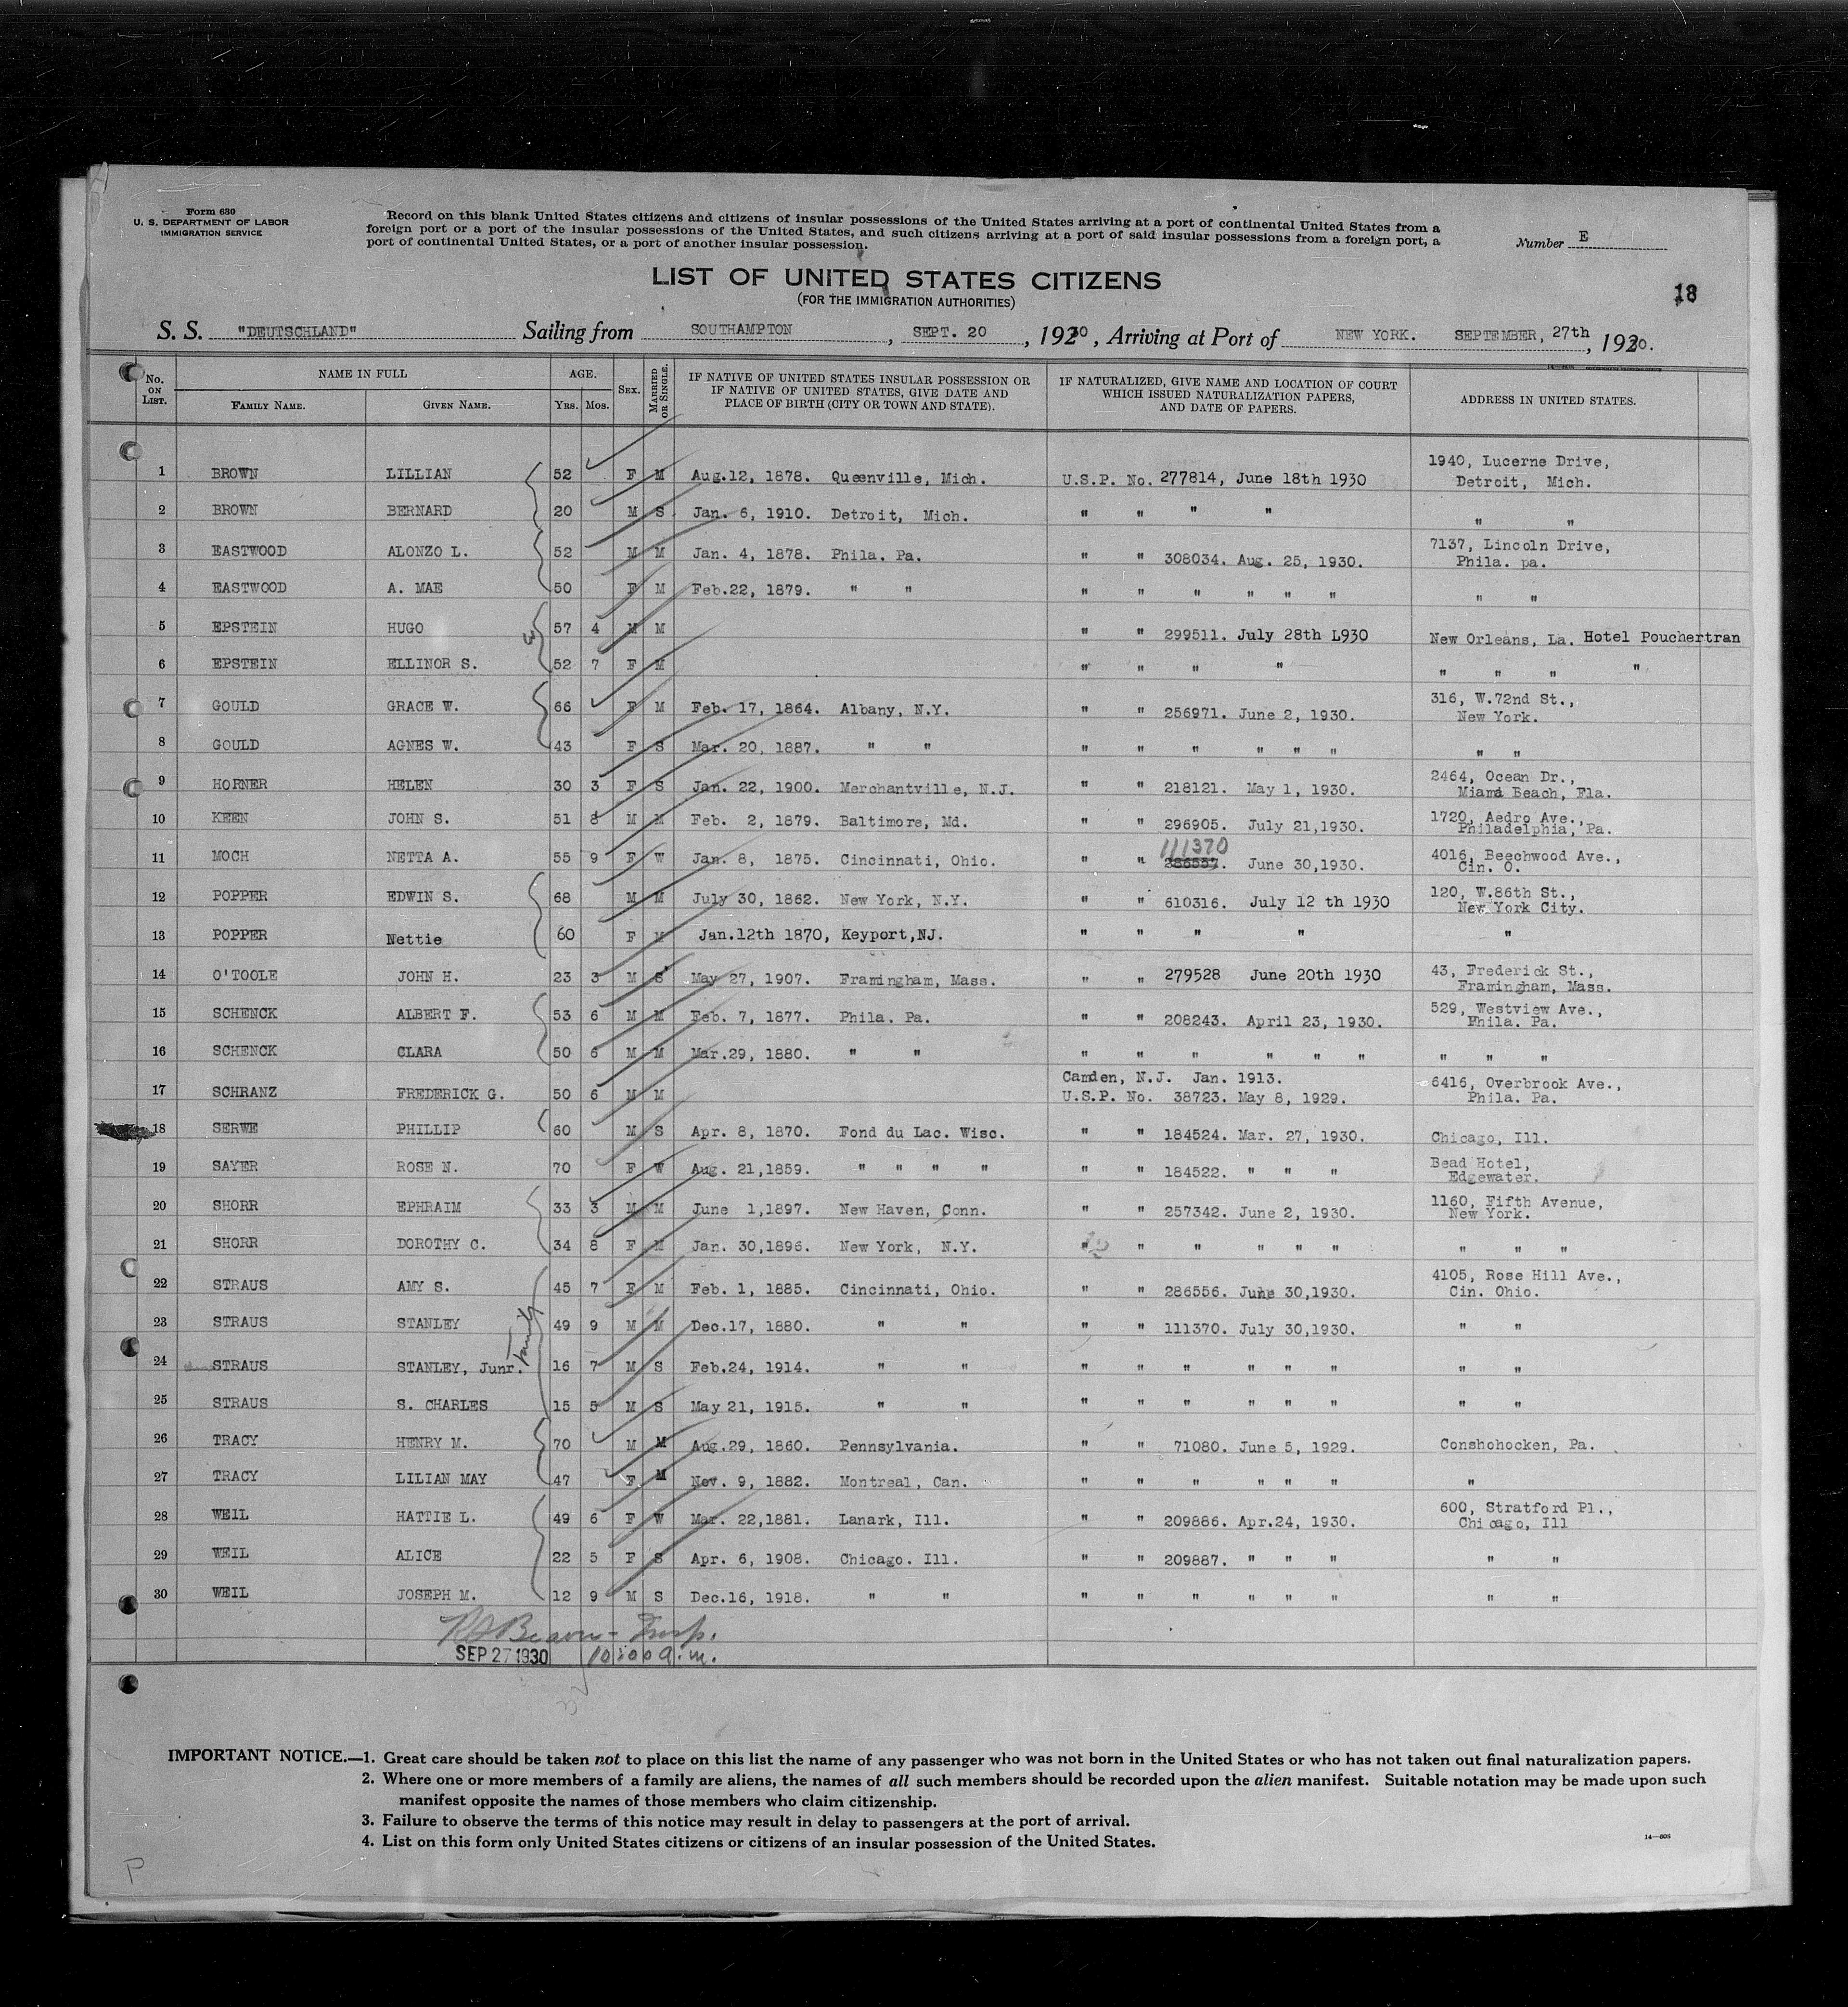 Form 630
U. S. DEPARTMENT OF LABOR
IMMIGRATION SERVICE
Record on this blank United States citizens and citizens of insular possessions of the United States arriving at a port of continental United States from a
foreign port or a port of the insular possessions of the United States, and such citizens arriving at a port of said insular possessions from a foreign port, a
port of continental United States, or a port of another insular possession.
Number E
LIST OF UNITED STATES CITIZENS
(FOR THE IMMIGRATION AUTHORITIES)
18
S. S. "DEUTSCHLAND" Sailing from SOUTHAMPTON, SEPT. 20, 1930, Arriving at Port of NEW YORK. SEPTEMBER, 27th, 1930.
No. ON LIST. NAME IN FULL FAMILY NAME. GIVEN NAME. AGE. YRS. MOS. SEX. MARRIED OR SINGLE. IF NATIVE OF UNITED STATES INSULAR POSSESSION OR IF NATIVE OF UNITED STATES, GIVE DATE AND PLACE OF BIRTH (CITY OR TOWN AND STATE). IF NATURALIZED, GIVE NAME AND LOCATION OF COURT WHICH ISSUED NATURALIZATION PAPERS, AND DATE OF PAPERS. ADDRESS IN UNITED STATES.
1 BROWN LILLIAN 52 F M Aug.12, 1878. Queenville, Mich. U.S.P. No. 277814, June 18th 1930 1940, Lucerne Drive, Detroit, Mich.
2 BROWN BERNARD 20 M S Jan. 6, 1910. Detroit, Mich. " " " " " "
3 EASTWOOD ALONZO L. 52 M M Jan. 4, 1878. Phila. Pa. " " 308034. Aug. 25, 1930. 7137, Lincoln Drive, Phila. pa.
4 EASTWOOD A. MAE 50 F M Feb.22, 1879. " " " " " " " " " "
5 EPSTEIN HUGO 57 4 M M " " 299511. July 28th L930 New Orleans, La. Hotel Pouchertran
6 EPSTEIN ELLINOR S. 52 7 F M " " " " " " " "
7 GOULD GRACE W. 66 F M Feb. 17, 1864. Albany, N.Y. " " 256971. June 2, 1930. 316, W.72nd St., New York.
8 GOULD AGNES W. 43 F S Mar. 20, 1887. " " " " " " " " " "
9 HORNER HELEN 30 3 F S Jan. 22, 1900. Merchantville, N.J. " " 218121. May 1, 1930. 2464, Ocean Dr., Miami Beach, Fla.
10 KEEN JOHN S. 51 8 M M Feb. 2, 1879. Baltimore, Md. " " 296905. July 21,1930. 1720, Aedro Ave., Philadelphia, Pa.
11 MOCH NETTA A. 55 9 F W Jan. 8, 1875. Cincinnati, Ohio. " " 111370 286557. June 30,1930. 4016, Beechwood Ave., Cin. O.
12 POPPER EDWIN S. 68 M M July 30, 1862. New York, N.Y. " " 610316. July 12 th 1930 120, W.86th St., New York City.
13 POPPER Nettie 60 F M Jan.12th 1870, Keyport,NJ. " " " " "
14 O'TOOLE JOHN H. 23 3 M S May 27, 1907. Framingham, Mass. " " 279528 June 20th 1930 43, Frederick St., Framingham, Mass.
15 SCHENCK ALBERT F. 53 6 M M Feb. 7, 1877. Phila. Pa. " " 208243. April 23, 1930. 529, Westview Ave., Phila. Pa.
16 SCHENCK CLARA 50 6 M M Mar.29, 1880. " " " " " " " " " " "
17 SCHRANZ FREDERICK G. 50 6 M M Camden, N.J. Jan. 1913. U.S.P. No. 38723. May 8, 1929. 6416, Overbrook Ave., Phila. Pa.
18 SERWE PHILLIP 60 M S Apr. 8, 1870. Fond du Lac. Wisc. " " 184524. Mar. 27, 1930. Chicago, Ill.
19 SAYER ROSE N. 70 F W Aug. 21,1859. " " " " " " 184522. " " " Bead Hotel, Edgewater.
20 SHORR EPHRAIM 33 3 M M June 1,1897. New Haven, Conn. " " 257342. June 2, 1930. 1160, Fifth Avenue, New York.
21 SHORR DOROTHY C. 34 8 F M Jan. 30,1896. New York, N.Y. " " " " " " " " "
22 STRAUS AMY S. 45 7 F M Feb. 1, 1885. Cincinnati, Ohio. " " 286556. June 30,1930. 4105, Rose Hill Ave., Cin. Ohio.
family
23 STRAUS STANLEY 49 9 M M Dec.17, 1880. " " " " 111370. July 30,1930. " "
24 STRAUS STANLEY, Junr. 16 7 M S Feb.24, 1914. " " " " " " " " " "
25 STRAUS S. CHARLES 15 5 M S May 21, 1915. " " " " " " " " " "
26 TRACY HENRY M. 70 M M Aug.29, 1860. Pennsylvania. " " 71080. June 5, 1929. Conshohocken, Pa.
27 TRACY LILIAN MAY 47 F M Nov. 9, 1882. Montreal, Can. " " " " " " "
28 WEIL HATTIE L. 49 6 F W Mar. 22,1881. Lanark, Ill. " " 209886. Apr.24, 1930. 600, Stratford Pl., Chicago, Ill
29 WEIL ALICE 22 5 F S Apr. 6, 1908. Chicago. Ill. " " 209887. " " " " "
30 WEIL JOSEPH M. 12 9 M S Dec.16, 1918. " " " " " " " " " "
Insp.
SEP 27 1930 10:00 a.m.
IMPORTANT NOTICE.—1. Great care should be taken not to place on this list the name of any passenger who was not born in the United States or who has not taken out final naturalization papers.
2. Where one or more members of a family are aliens, the names of all such members should be recorded upon the alien manifest. Suitable notation may be made upon such
manifest opposite the names of those members who claim citizenship.
3. Failure to observe the terms of this notice may result in delay to passengers at the port of arrival.
4. List on this form only United States citizens or citizens of an insular possession of the United States.
P